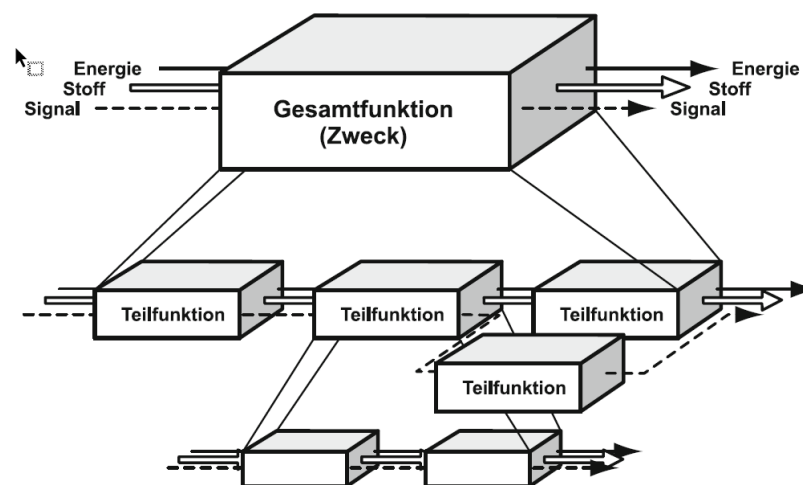 Energie
Stoff
Signal
Gesamtfunktion
(Zweck)
Energie
Stoff
Signal
Teilfunktion
Teilfunktion
Teilfunktion
Teilfunktion